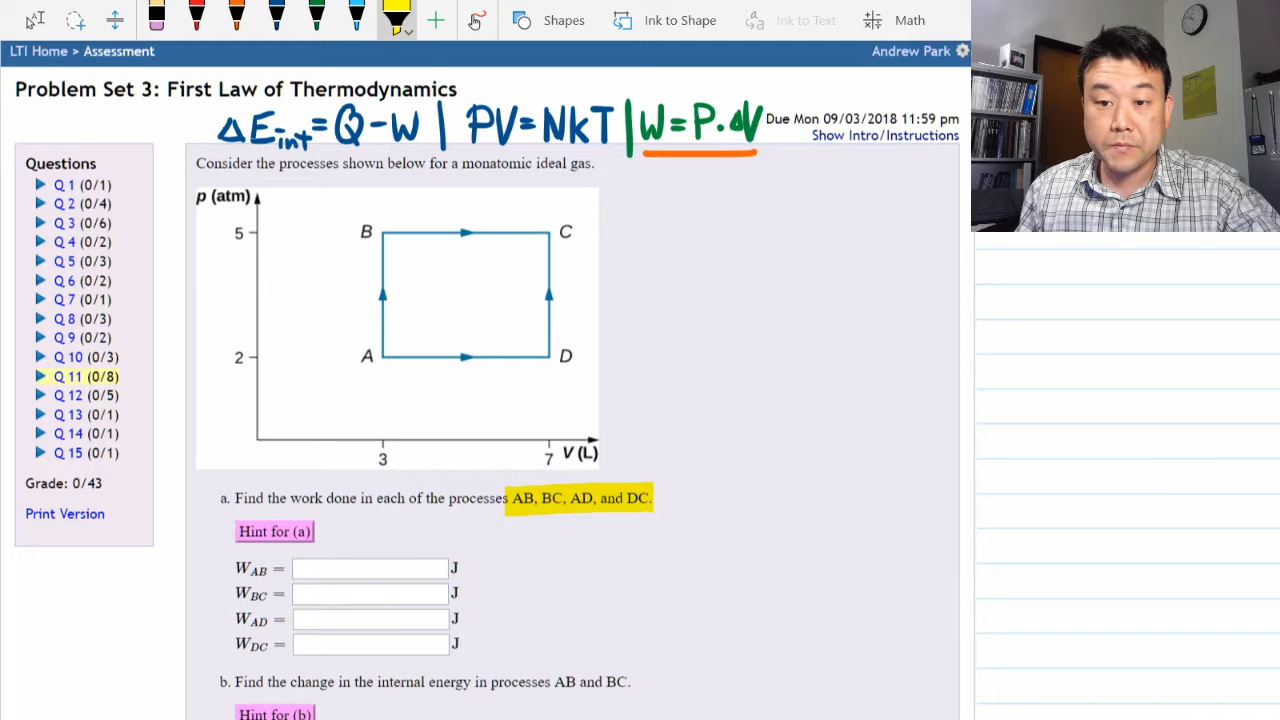 Shapes
Ink to Shape
Ink to Text
Math
LTI Home > Assessment
Andrew Park
Problem Set 3: First Law of Thermodynamics
ΔE_int = Q - W | PV = NkT | W = P·ΔV
Due Mon 09/03/2018 11:59 pm
Show Intro/Instructions
Questions
Q 1 (0/1)
Q 2 (0/4)
Q 3 (0/6)
Q 4 (0/2)
Q 5 (0/3)
Q 6 (0/2)
Q 7 (0/1)
Q 8 (0/3)
Q 9 (0/2)
Q 10 (0/3)
Q 11 (0/8)
Q 12 (0/5)
Q 13 (0/1)
Q 14 (0/1)
Q 15 (0/1)
Grade: 0/43
Print Version
Consider the processes shown below for a monatomic ideal gas.
p (atm)
5
B
C
2
A
D
3
7
V (L)
a. Find the work done in each of the processes AB, BC, AD, and DC.
Hint for (a)
W_AB = J
W_BC = J
W_AD = J
W_DC = J
b. Find the change in the internal energy in processes AB and BC.
Hint for (b)